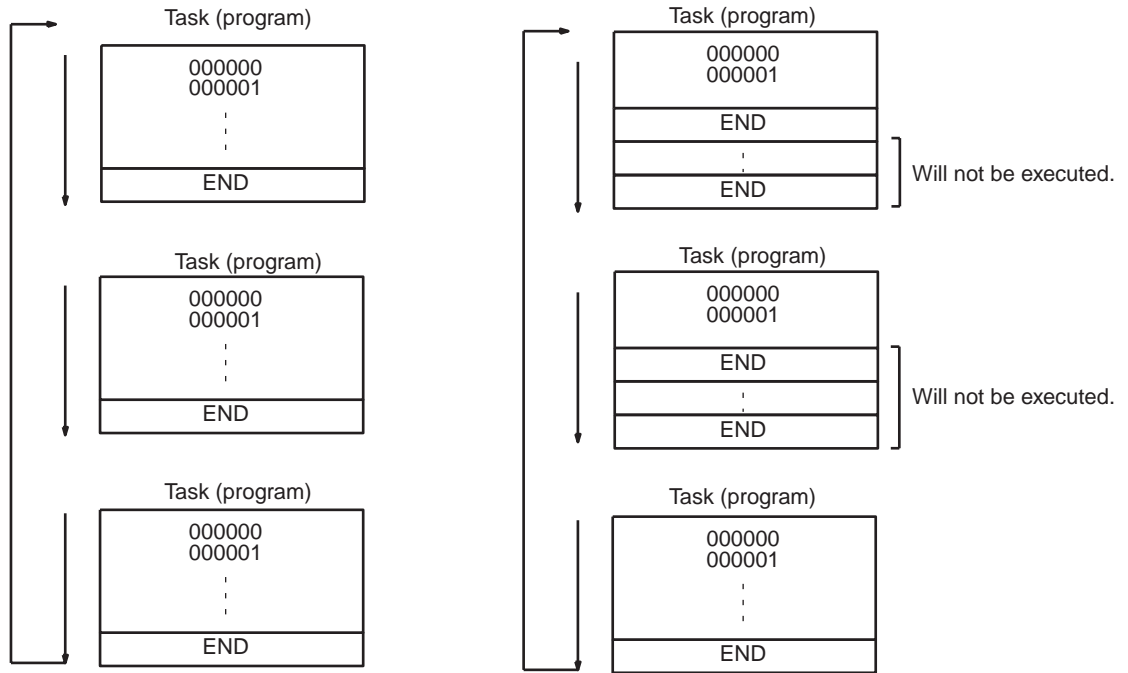 Task (program)
000000
000001
END
Task (program)
000000
000001
END
Task (program)
000000
000001
END
Task (program)
000000
000001
END
END
Will not be executed.
Task (program)
000000
000001
END
END
Will not be executed.
Task (program)
000000
000001
END